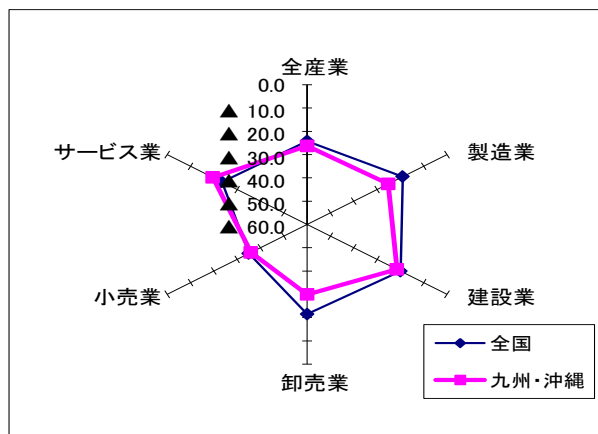 全産業
0.0
▲ 10.0
▲ 20.0
▲ 30.0
▲ 40.0
▲ 50.0
▲ 60.0
サービス業
製造業
小売業
建設業
卸売業
全国
九州・沖縄